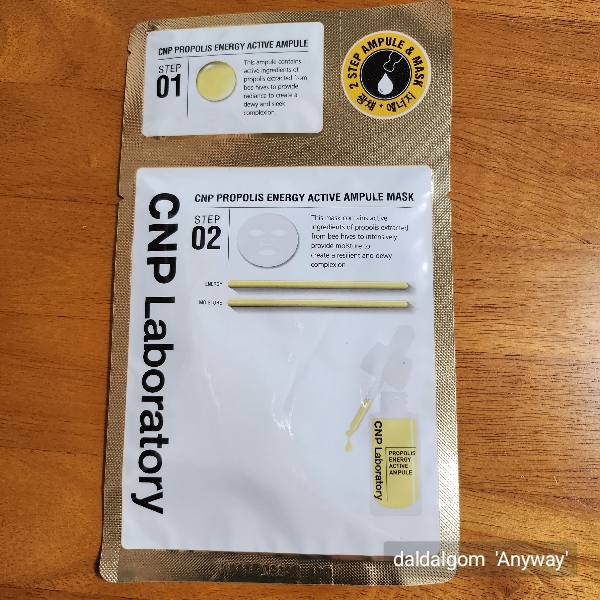 CNP PROPOLIS ENERGY ACTIVE AMPULE
STEP
01
This ampule contains
active ingredients of
propolis extracted from
bee hives to provide
radiance to create a
dewy and sleek
complexion.
2 STEP AMPULE & MASK
CNP PROPOLIS ENERGY ACTIVE AMPULE MASK
STEP
02
This mask contains active
ingredients of propolis extracted
from bee hives to intensively
provide moisture to
create a resilient and dewy
complexion
ENERGY
MOISTURE
CNP Laboratory
CNP Laboratory
PROPOLIS
ENERGY
ACTIVE
AMPULE
daldalgom 'Anyway'